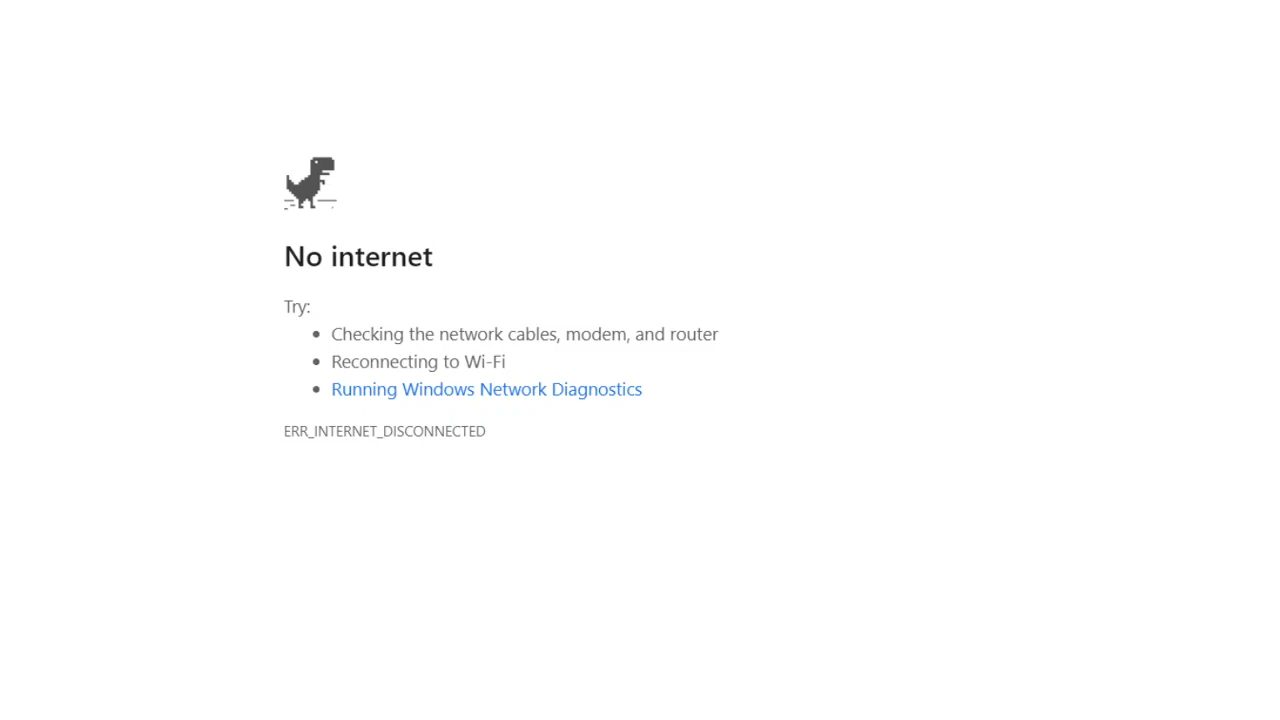 No internet
Try:
Checking the network cables, modem, and router
Reconnecting to Wi-Fi
Running Windows Network Diagnostics
ERR_INTERNET_DISCONNECTED